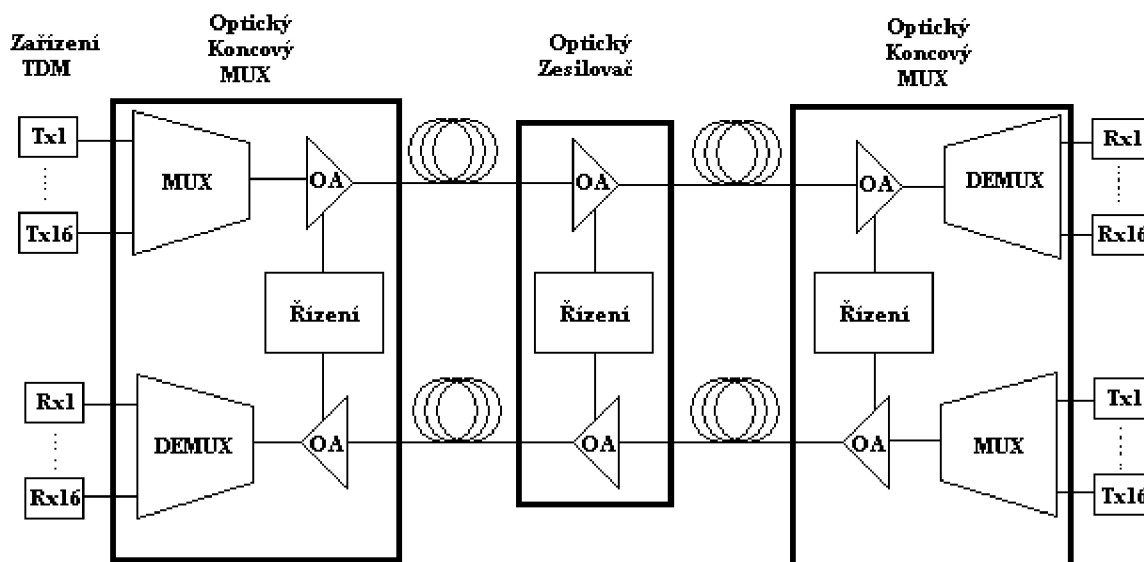 Zařízení
TDM
Optický
Koncový
MUX
Optický
Zesilovač
Optický
Koncový
MUX
Tx1
MUX
OA
OA
OA
DEMUX
Rx1
Tx16
Rx16
Řízení
Řízení
Řízení
Rx1
DEMUX
OA
OA
OA
MUX
Tx1
Rx16
Tx16